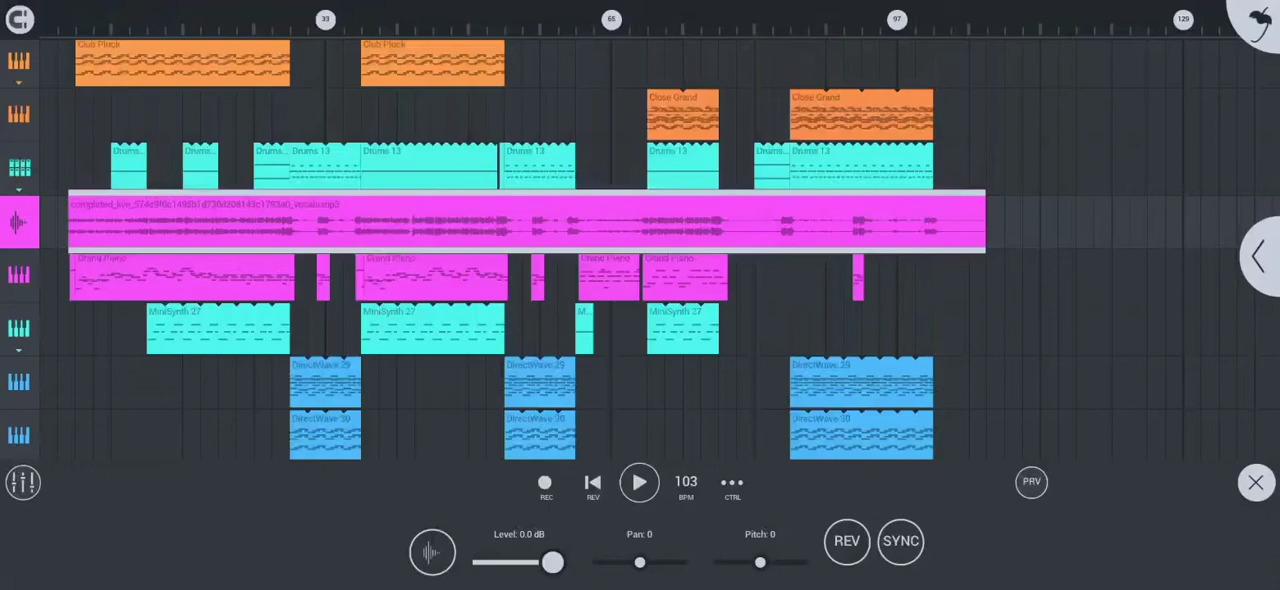 33 65 97 129
Club Pluck Club Pluck
Close Grand Close Grand
Drums.. Drums.. Drums.. Drums 13 Drums 13 Drums 13 Drums 13 Drums.. Drums 13
Grand Piano Grand Piano Grand Piano Grand Piano
MiniSynth 27 MiniSynth 27 M... MiniSynth 27
DirectWave 29 DirectWave 29 DirectWave 29
DirectWave 30 DirectWave 30 DirectWave 30
103
REC REV BPM CTRL PRV
Level: 0.0 dB Pan: 0 Pitch: 0
REV SYNC